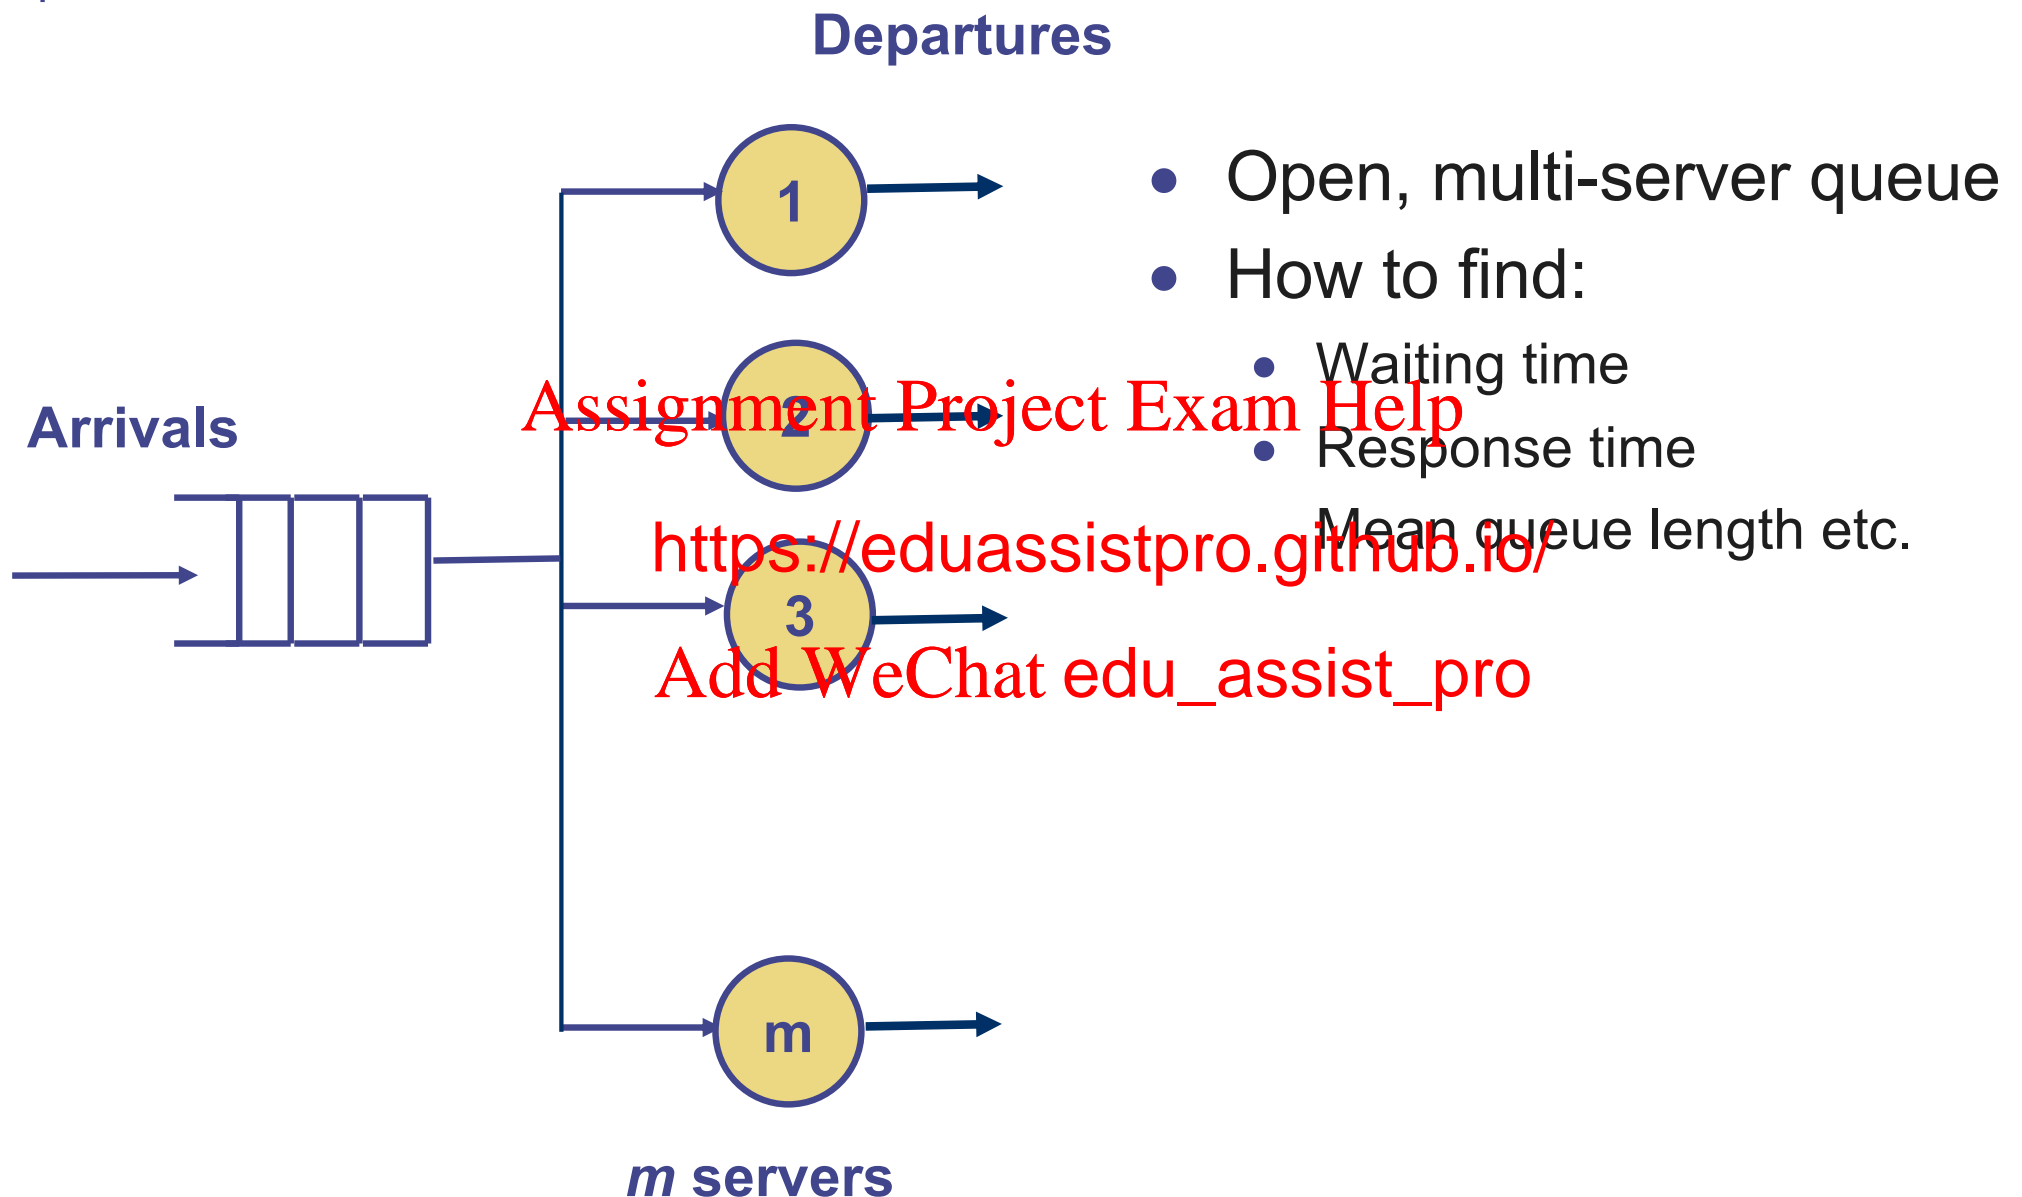 Departures
1
Open, multi-server queue
How to find:
Waiting time
Assignment Project Exam Help
2
Arrivals
Response time
Mean queue length etc.
https://eduassistpro.github.io/
3
Add WeChat edu_assist_pro
m
m servers